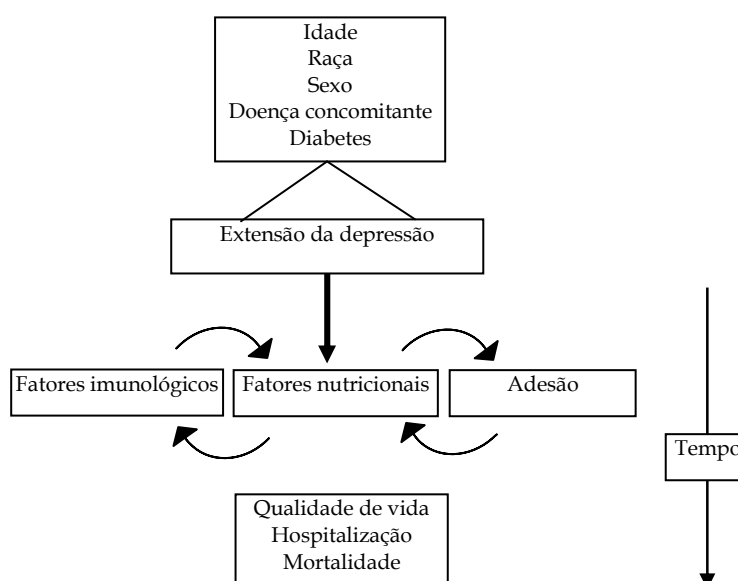 Idade
Raça
Sexo
Doença concomitante
Diabetes
Extensão da depressão
Fatores imunológicos
Fatores nutricionais
Adesão
Tempo
Qualidade de vida
Hospitalização
Mortalidade